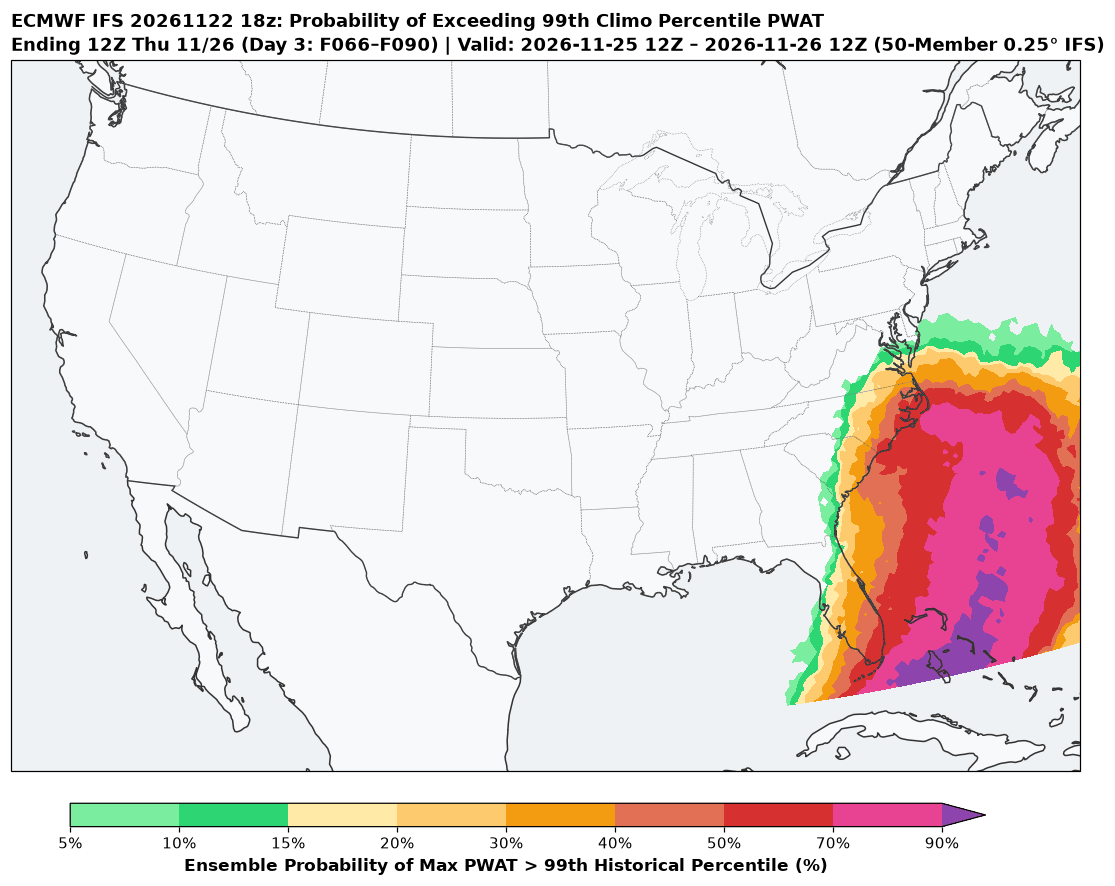 ECMWF IFS 20261122 18z: Probability of Exceeding 99th Climo Percentile PWAT
Ending 12Z Thu 11/26 (Day 3: F066–F090) | Valid: 2026-11-25 12Z – 2026-11-26 12Z (50-Member 0.25° IFS)
5% 10% 15% 20% 30% 40% 50% 70% 90%
Ensemble Probability of Max PWAT > 99th Historical Percentile (%)